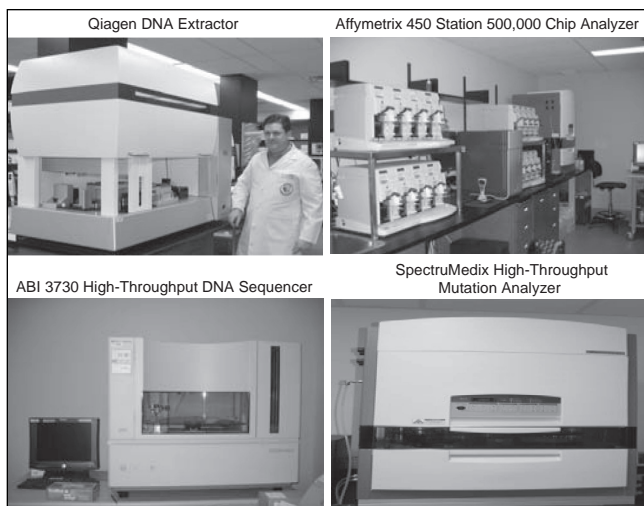 Qiagen DNA Extractor
Affymetrix 450 Station 500,000 Chip Analyzer
ABI 3730 High-Throughput DNA Sequencer
SpectruMedix High-Throughput
Mutation Analyzer